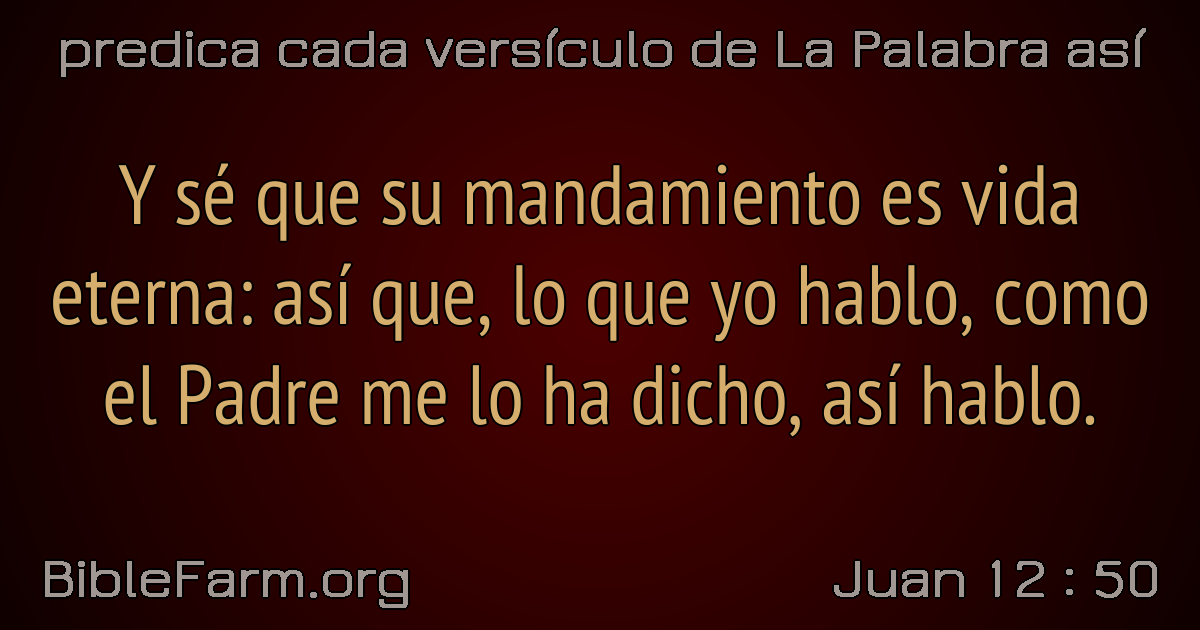 predica cada versículo de La Palabra así
Y sé que su mandamiento es vida
eterna: así que, lo que yo hablo, como
el Padre me lo ha dicho, así hablo.
BibleFarm.org
Juan 12 : 50